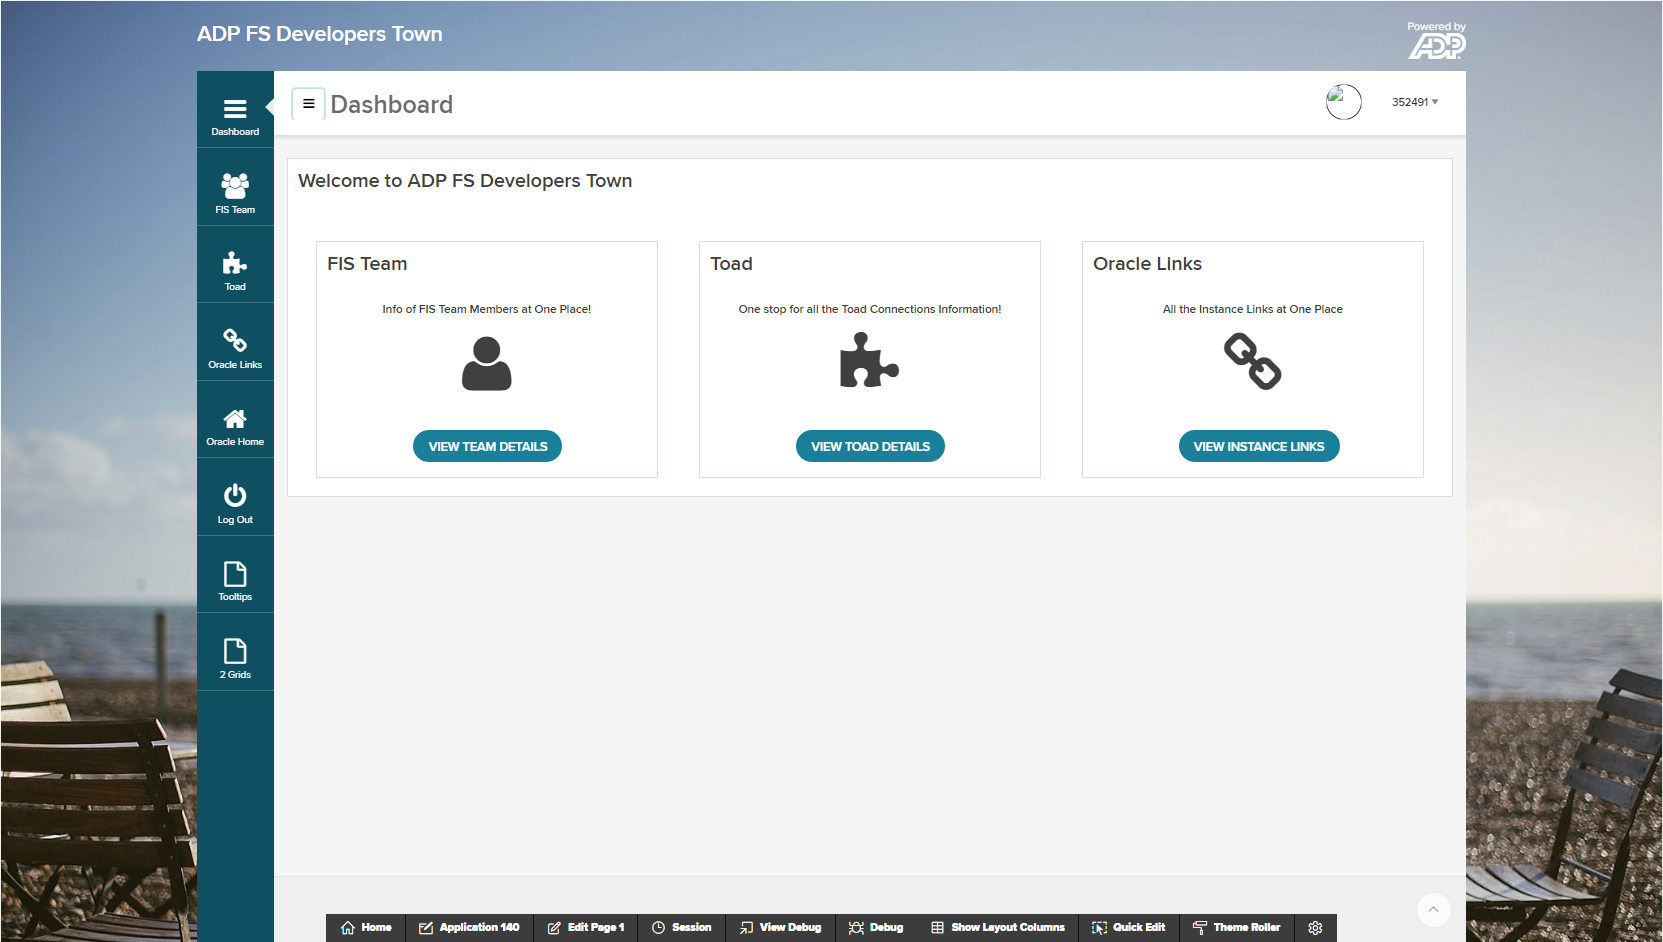 ADP FS Developers Town
Powered by
ADP
Dashboard
352491
Dashboard
FIS Team
Toad
Oracle Links
Oracle Home
Log Out
Tooltips
2 Grids
Welcome to ADP FS Developers Town
FIS Team
Info of FIS Team Members at One Place!
VIEW TEAM DETAILS
Toad
One stop for all the Toad Connections Information!
VIEW TOAD DETAILS
Oracle Links
All the Instance Links at One Place
VIEW INSTANCE LINKS
Home
Application 140
Edit Page 1
Session
View Debug
Debug
Show Layout Columns
Quick Edit
Theme Roller